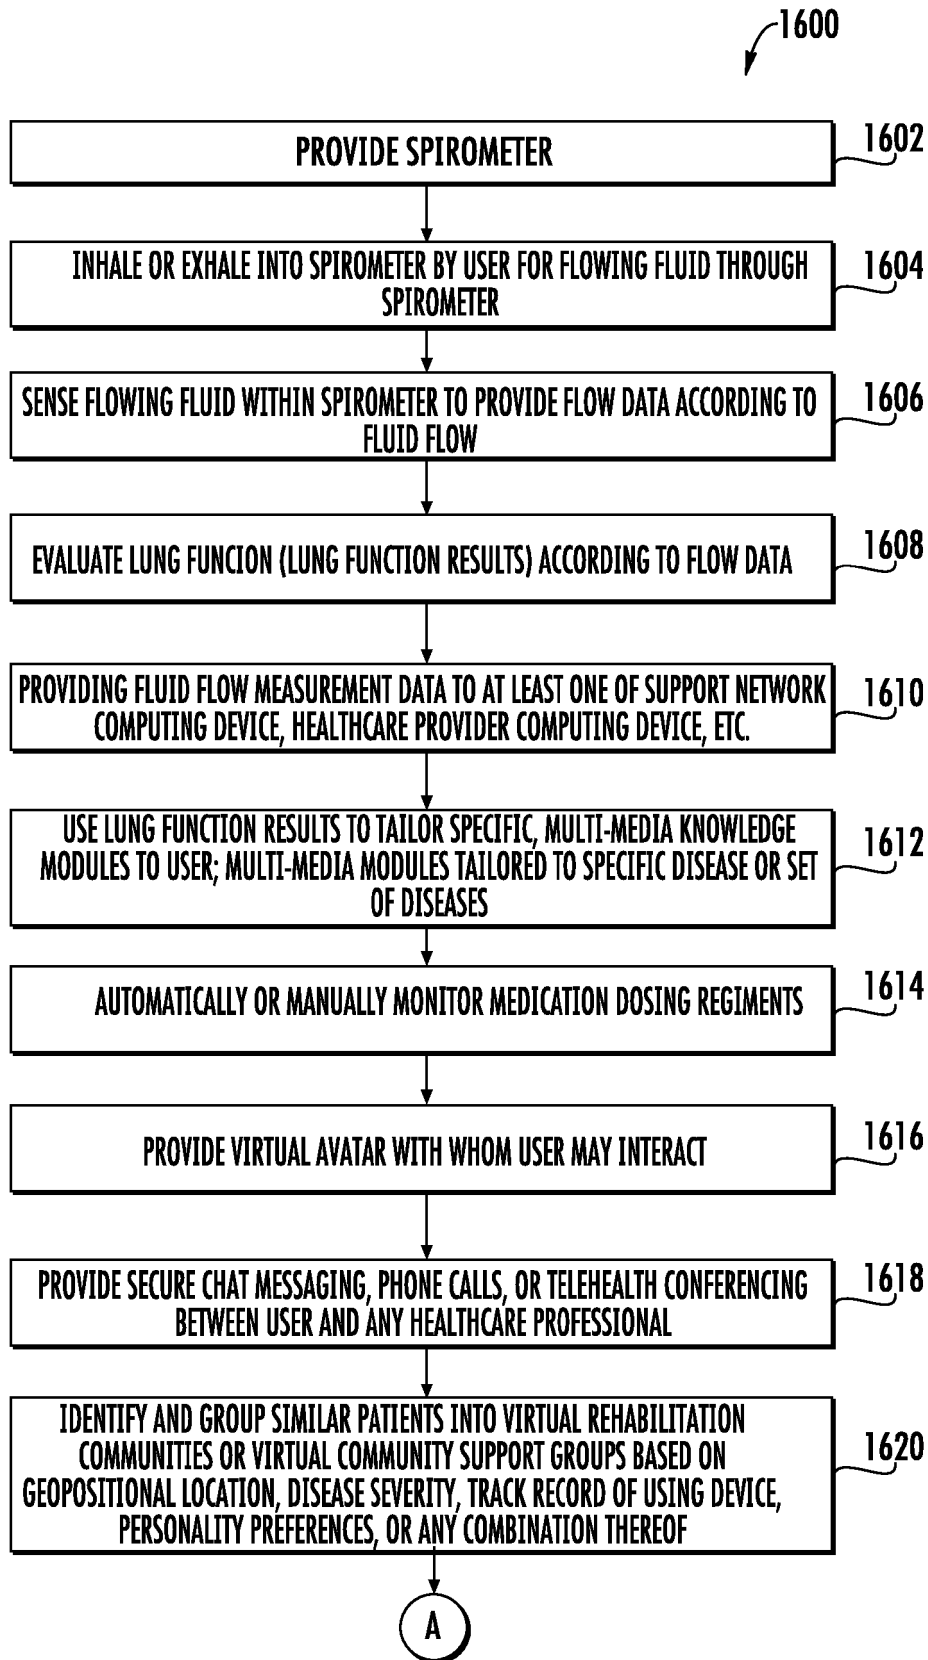 1600
PROVIDE SPIROMETER
1602
INHALE OR EXHALE INTO SPIROMETER BY USER FOR FLOWING FLUID THROUGH
SPIROMETER
1604
SENSE FLOWING FLUID WITHIN SPIROMETER TO PROVIDE FLOW DATA ACCORDING TO
FLUID FLOW
1606
EVALUATE LUNG FUNCION (LUNG FUNCTION RESULTS) ACCORDING TO FLOW DATA
1608
PROVIDING FLUID FLOW MEASUREMENT DATA TO AT LEAST ONE OF SUPPORT NETWORK
COMPUTING DEVICE, HEALTHCARE PROVIDER COMPUTING DEVICE, ETC.
1610
USE LUNG FUNCTION RESULTS TO TAILOR SPECIFIC, MULTI-MEDIA KNOWLEDGE
MODULES TO USER; MULTI-MEDIA MODULES TAILORED TO SPECIFIC DISEASE OR SET
OF DISEASES
1612
AUTOMATICALLY OR MANUALLY MONITOR MEDICATION DOSING REGIMENTS
1614
PROVIDE VIRTUAL AVATAR WITH WHOM USER MAY INTERACT
1616
PROVIDE SECURE CHAT MESSAGING, PHONE CALLS, OR TELEHEALTH CONFERENCING
BETWEEN USER AND ANY HEALTHCARE PROFESSIONAL
1618
IDENTIFY AND GROUP SIMILAR PATIENTS INTO VIRTUAL REHABILITATION
COMMUNITIES OR VIRTUAL COMMUNITY SUPPORT GROUPS BASED ON
GEOPOSITIONAL LOCATION, DISEASE SEVERITY, TRACK RECORD OF USING DEVICE,
PERSONALITY PREFERENCES, OR ANY COMBINATION THEREOF
1620
A